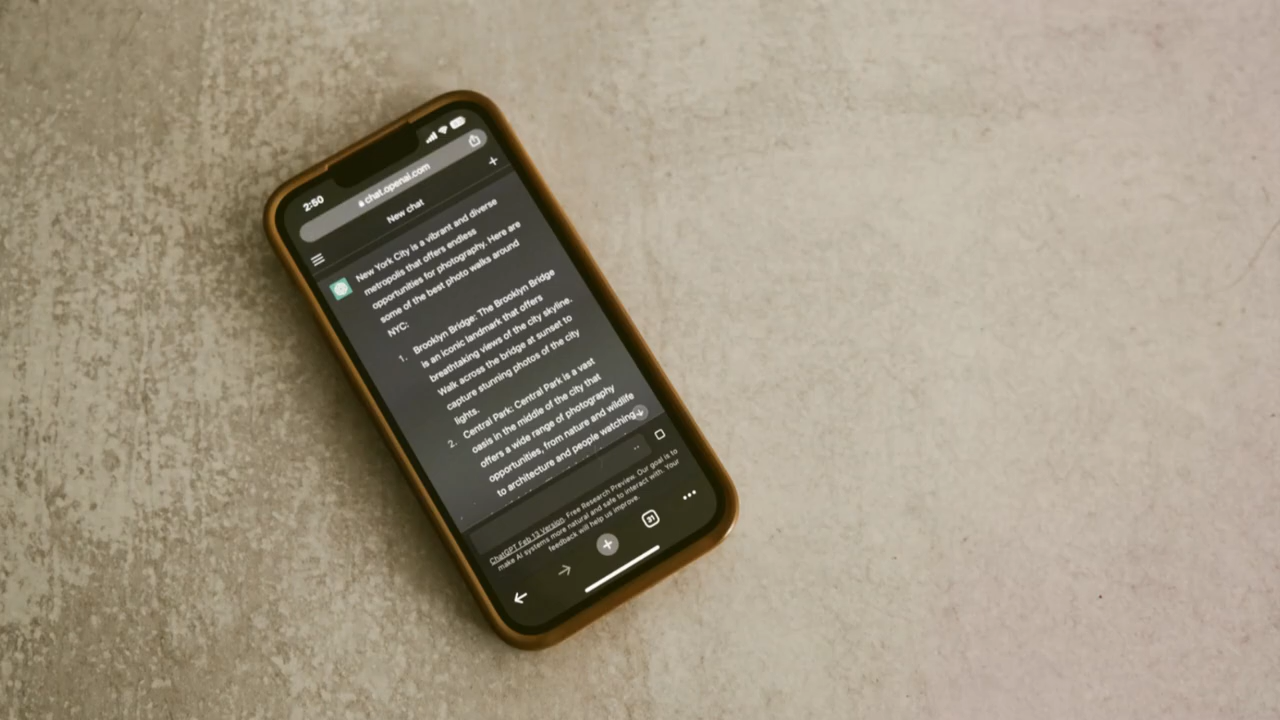 2:50
chat.openai.com
New chat
New York City is a vibrant and diverse
metropolis that offers endless
opportunities for photography. Here are
some of the best photo walks around
NYC:
1. Brooklyn Bridge: The Brooklyn Bridge
is an iconic landmark that offers
breathtaking views of the city skyline.
Walk across the bridge at sunset to
capture stunning photos of the city
lights.
2. Central Park: Central Park is a vast
oasis in the middle of the city that
offers a wide range of photography
opportunities, from nature and wildlife
to architecture and people watching.
ChatGPT Feb 13 Version. Free Research Preview. Our goal is to
make AI systems more natural and safe to interact with. Your
feedback will help us improve.
31